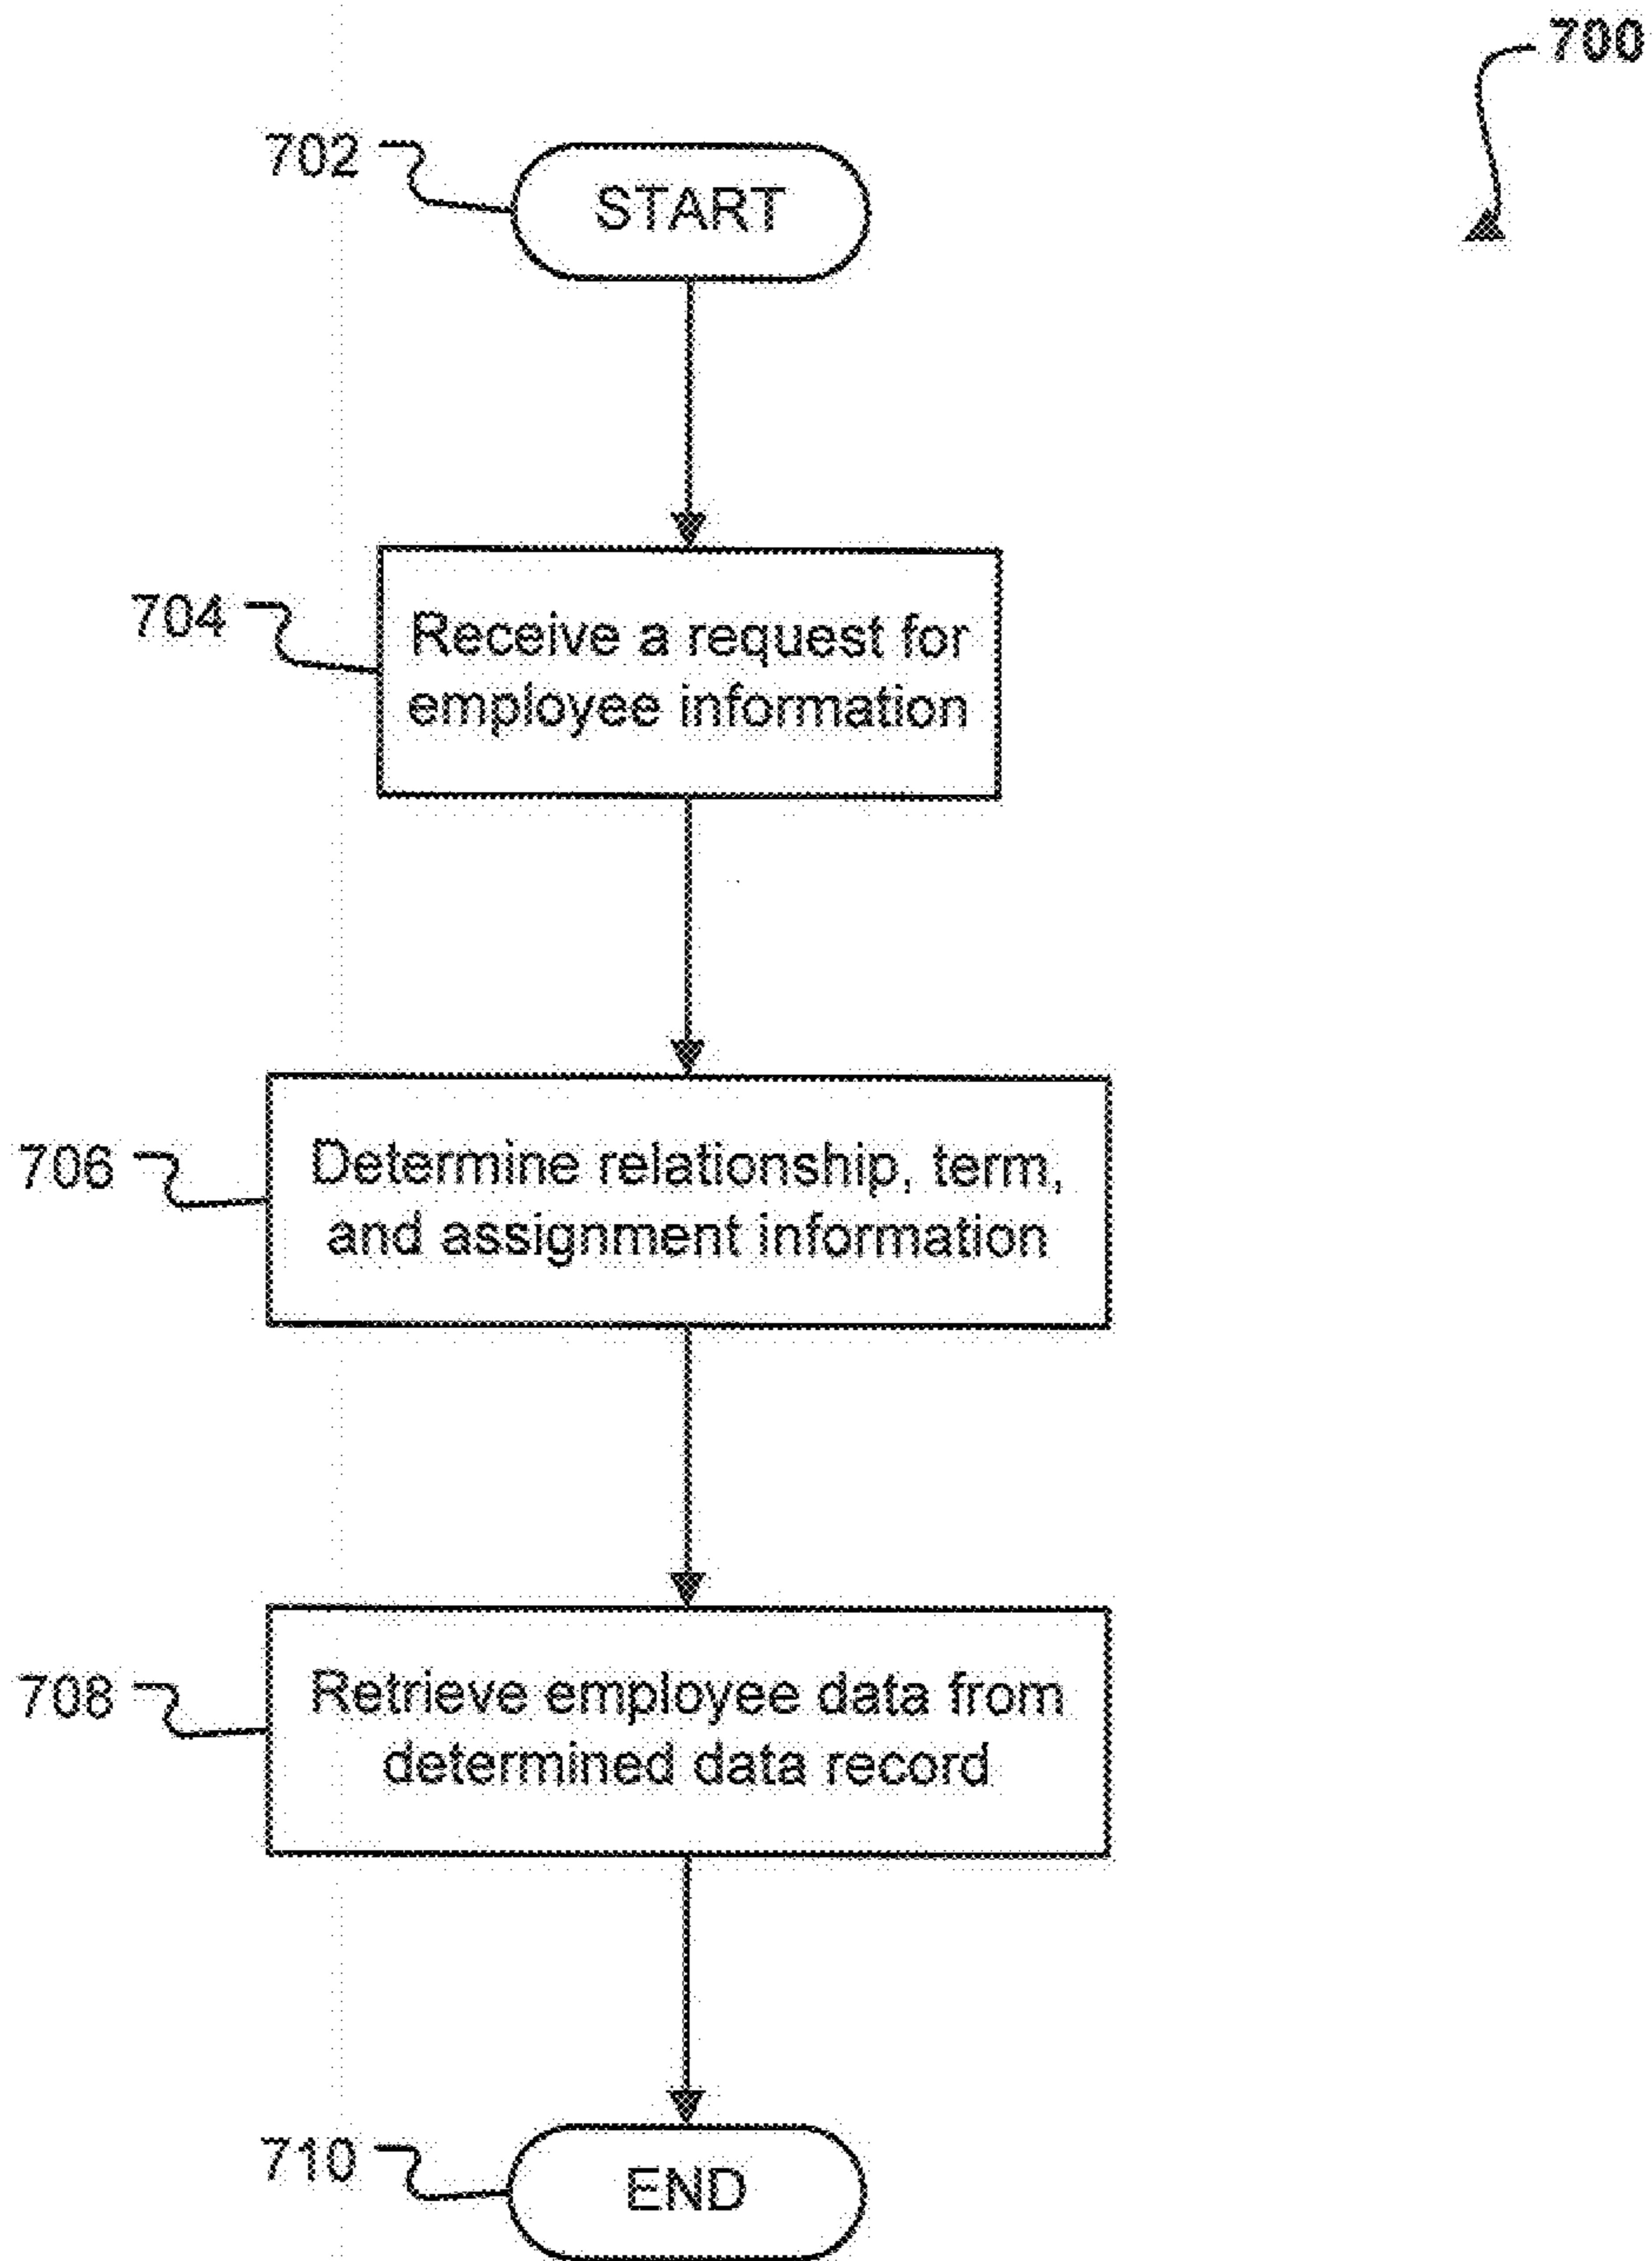 700
702
START
704
Receive a request for
employee information
706
Determine relationship, term,
and assignment information
708
Retrieve employee data from
determined data record
710
END